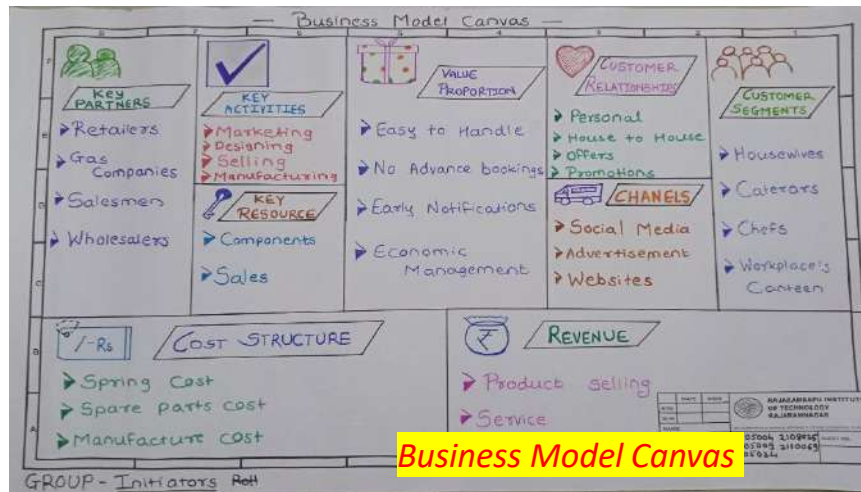 Business Model Canvas
KEY
PARTNERS
➤Retailers
➤Gas
Companies
➤Salesmen
➤Wholesalers
KEY
ACTIVITIES
➤Marketing
➤Designing
➤Selling
➤Manufacturing
KEY
RESOURCE
➤Components
➤Sales
VALUE
PROPORTION
➤Easy to Handle
➤No Advance bookings
➤Early Notifications
➤Economic
Management
CUSTOMER
RELATIONSHIPS
➤Personal
➤House to House
➤Offers
➤Promotions
CHANELS
➤Social Media
➤Advertisement
➤Websites
CUSTOMER
SEGMENTS
➤Housewives
➤Caterars
➤Chefs
➤Workplace's
Canteen
/-Rs
COST STRUCTURE
➤Spring Cost
➤Spare parts cost
➤Manufacture cost
₹
REVENUE
➤Product selling
➤Service
RAJARAMBAPU INSTITUTE
OF TECHNOLOGY
RAJARAMNAGAR
Business Model Canvas
GROUP - Initiators